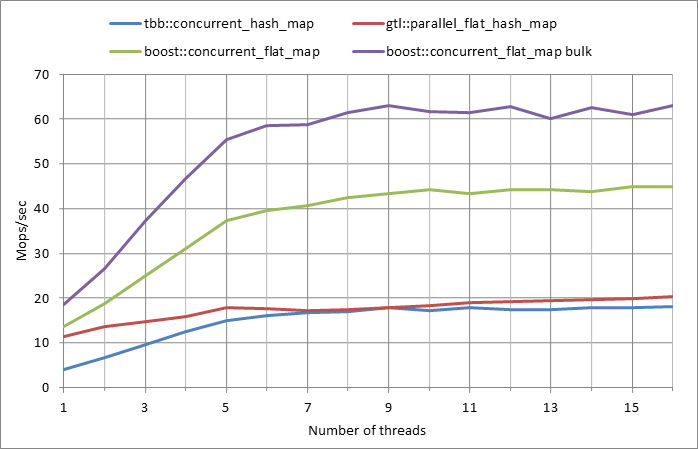 tbb::concurrent_hash_map gtl::parallel_flat_hash_map
boost::concurrent_flat_map boost::concurrent_flat_map bulk
70
60
50
40
30
20
10
0
Mops/sec
1 3 5 7 9 11 13 15
Number of threads